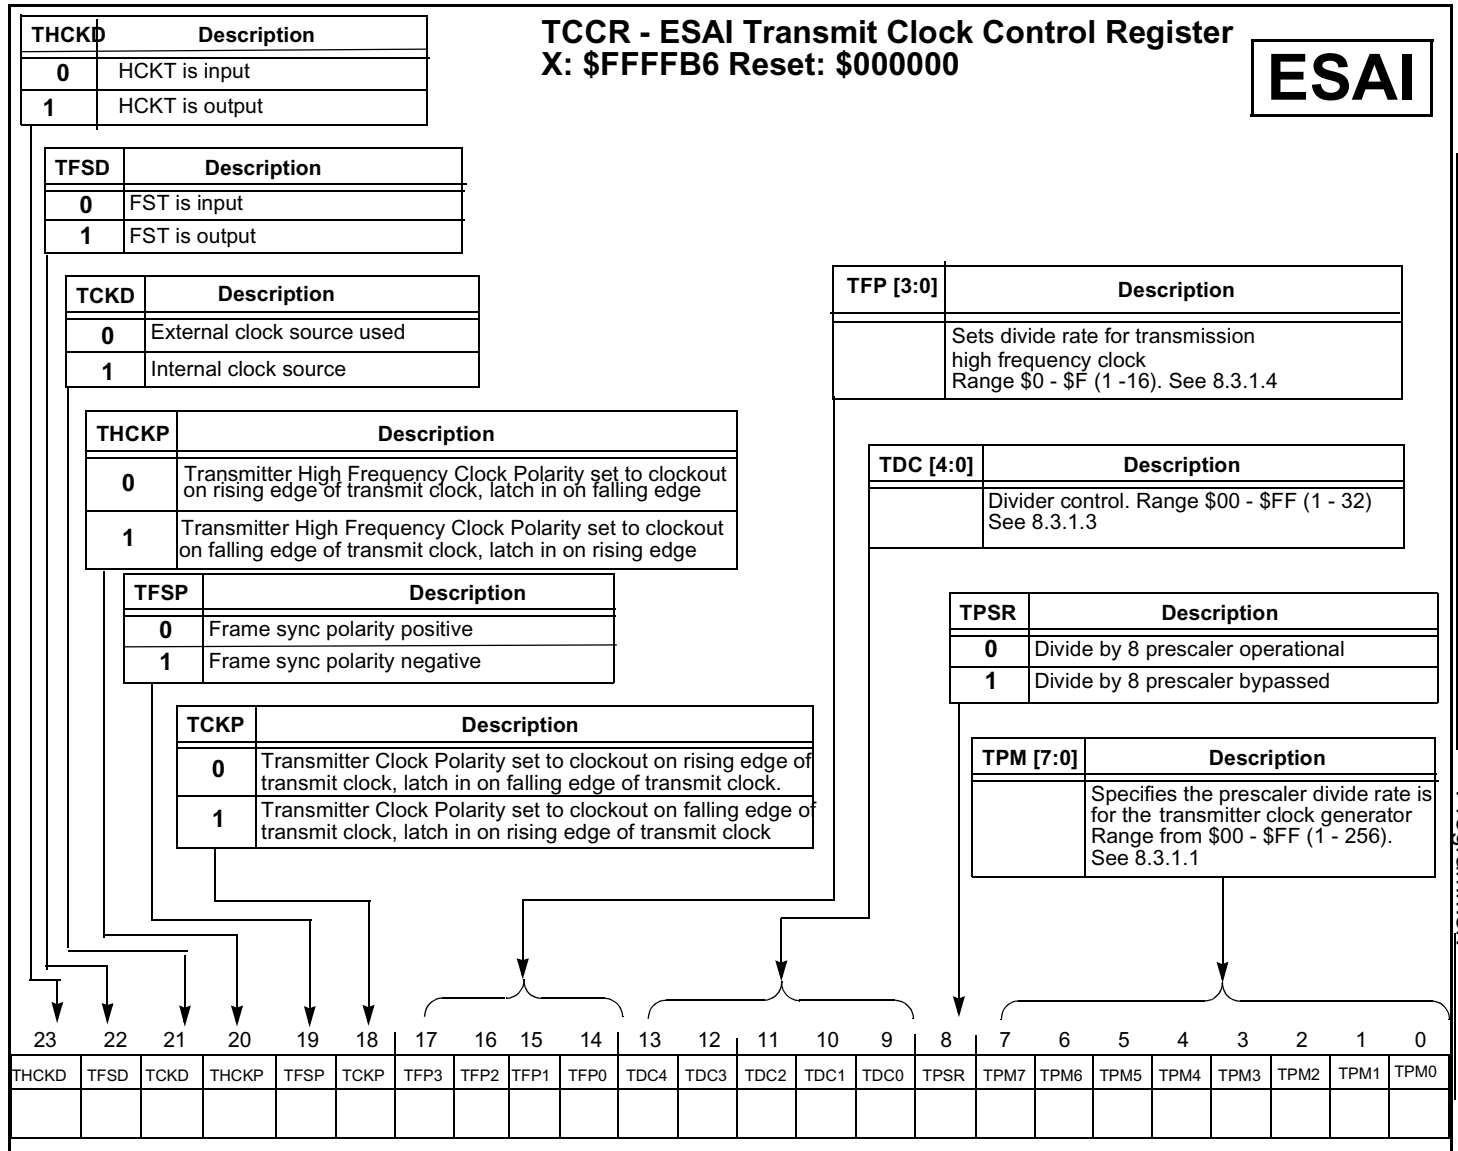 TCCR - ESAI Transmit Clock Control Register
X: $FFFFB6 Reset: $000000
ESAI
THCKD Description
0 HCKT is input
1 HCKT is output
TFSD Description
0 FST is input
1 FST is output
TCKD Description
0 External clock source used
1 Internal clock source
THCKP Description
0 Transmitter High Frequency Clock Polarity set to clockout
on rising edge of transmit clock, latch in on falling edge
1 Transmitter High Frequency Clock Polarity set to clockout
on falling edge of transmit clock, latch in on rising edge
TFSP Description
0 Frame sync polarity positive
1 Frame sync polarity negative
TCKP Description
0 Transmitter Clock Polarity set to clockout on rising edge of
transmit clock, latch in on falling edge of transmit clock.
1 Transmitter Clock Polarity set to clockout on falling edge of
transmit clock, latch in on rising edge of transmit clock
TFP [3:0] Description
Sets divide rate for transmission
high frequency clock
Range $0 - $F (1 -16). See 8.3.1.4
TDC [4:0] Description
Divider control. Range $00 - $FF (1 - 32)
See 8.3.1.3
TPSR Description
0 Divide by 8 prescaler operational
1 Divide by 8 prescaler bypassed
TPM [7:0] Description
Specifies the prescaler divide rate is
for the transmitter clock generator
Range from $00 - $FF (1 - 256).
See 8.3.1.1
23 22 21 20 19 18 17 16 15 14 13 12 11 10 9 8 7 6 5 4 3 2 1 0
THCKD TFSD TCKD THCKP TFSP TCKP TFP3 TFP2 TFP1 TFP0 TDC4 TDC3 TDC2 TDC1 TDC0 TPSR TPM7 TPM6 TPM5 TPM4 TPM3 TPM2 TPM1 TPM0